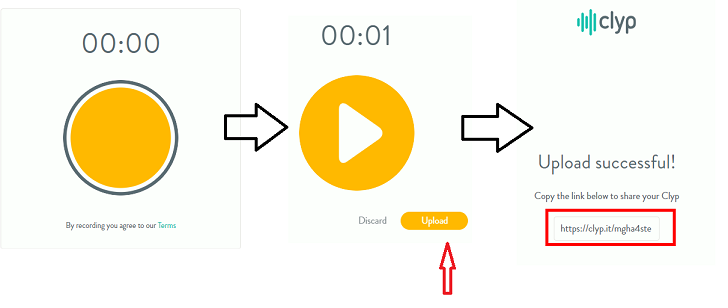 00:00
By recording you agree to our Terms
00:01
Discard
Upload
clyp
Upload successful!
Copy the link below to share your Clyp
https://clyp.it/mgha4ste